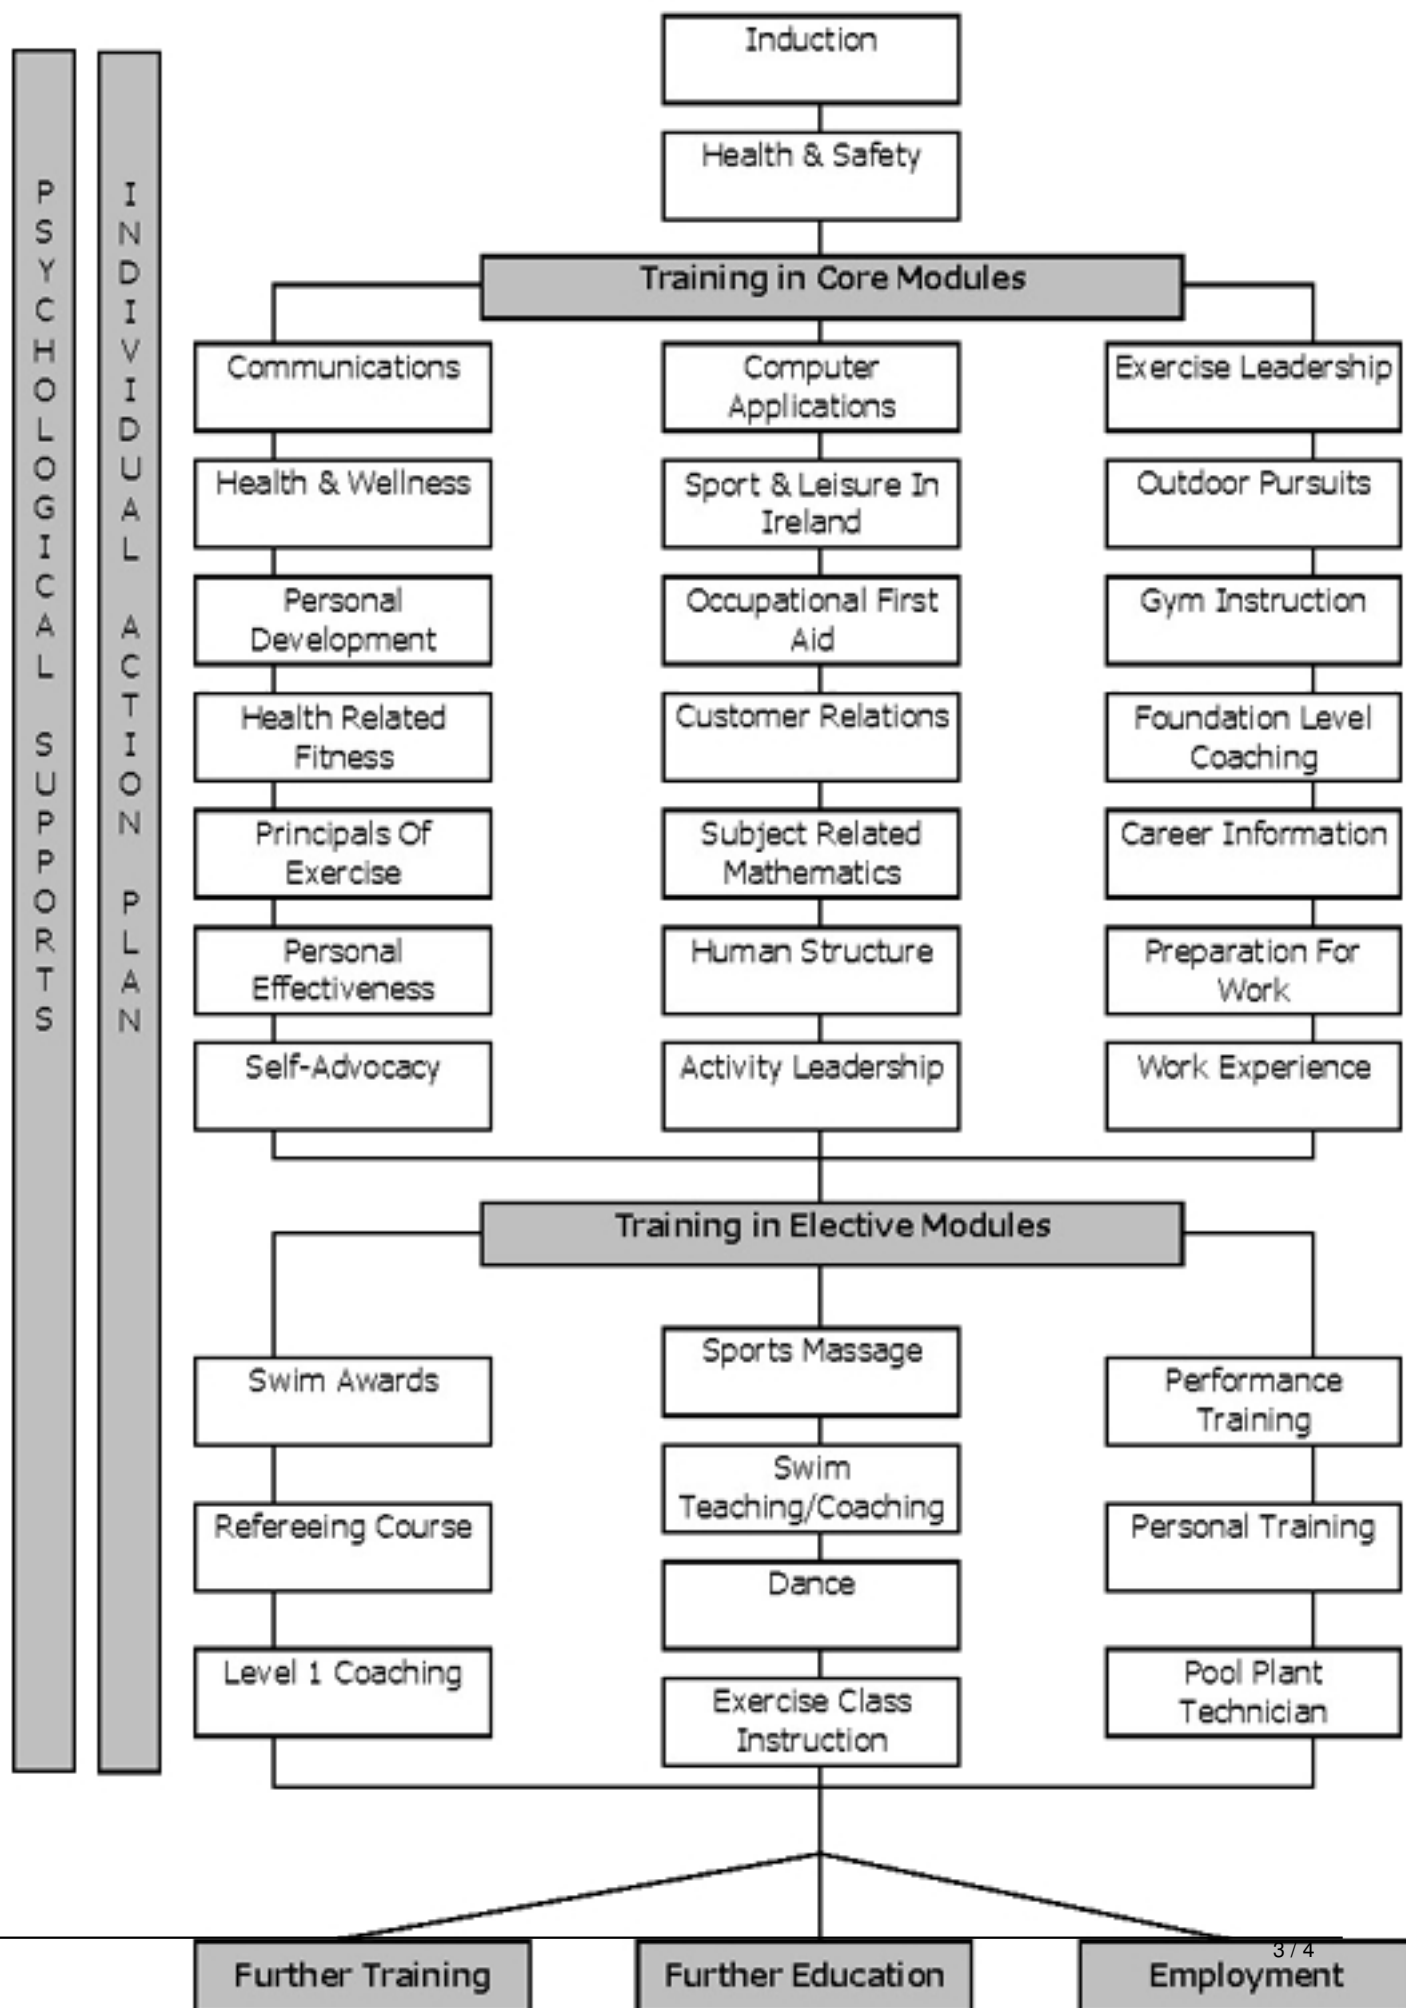 PSYCHOLOGICAL SUPPORTS
INDIVIDUAL ACTION PLAN
Induction
Health & Safety
Training in Core Modules
Communications
Health & Wellness
Personal
Development
Health Related
Fitness
Principals Of
Exercise
Personal
Effectiveness
Self-Advocacy
Computer
Applications
Sport & Leisure In
Ireland
Occupational First
Aid
Customer Relations
Subject Related
Mathematics
Human Structure
Activity Leadership
Exercise Leadership
Outdoor Pursuits
Gym Instruction
Foundation Level
Coaching
Career Information
Preparation For
Work
Work Experience
Training in Elective Modules
Swim Awards
Refereeing Course
Level 1 Coaching
Sports Massage
Swim
Teaching/Coaching
Dance
Exercise Class
Instruction
Performance
Training
Personal Training
Pool Plant
Technician
3 / 4
Further Training
Further Education
Employment